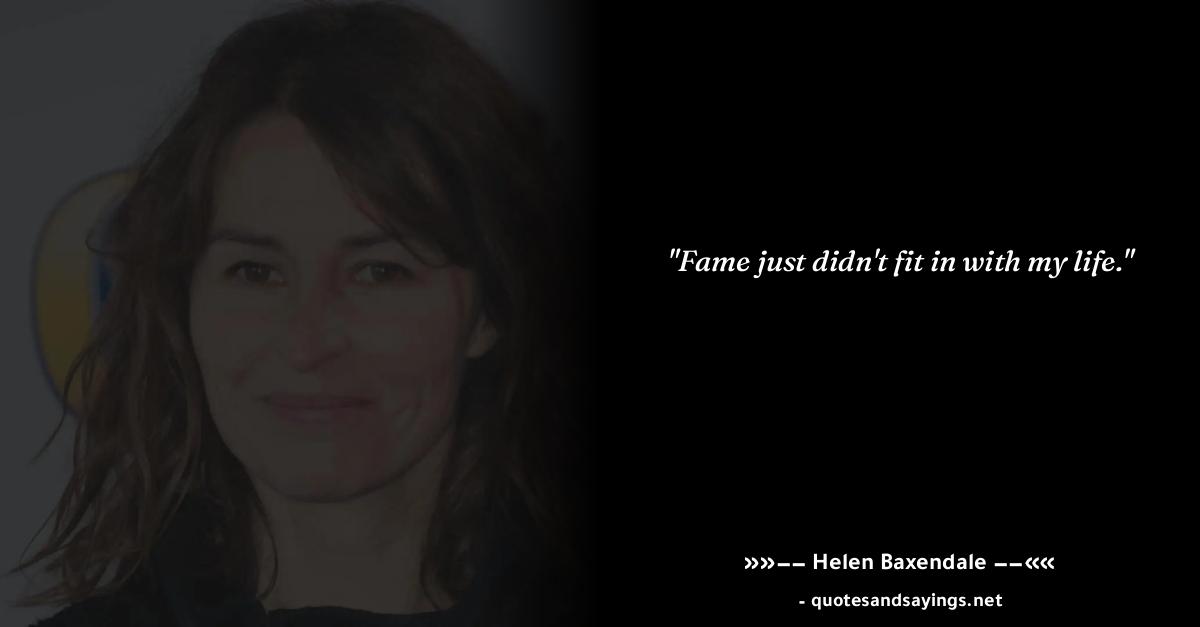 "Fame just didn't fit in with my life."
»»–– Helen Baxendale ––««
- quotesandsayings.net